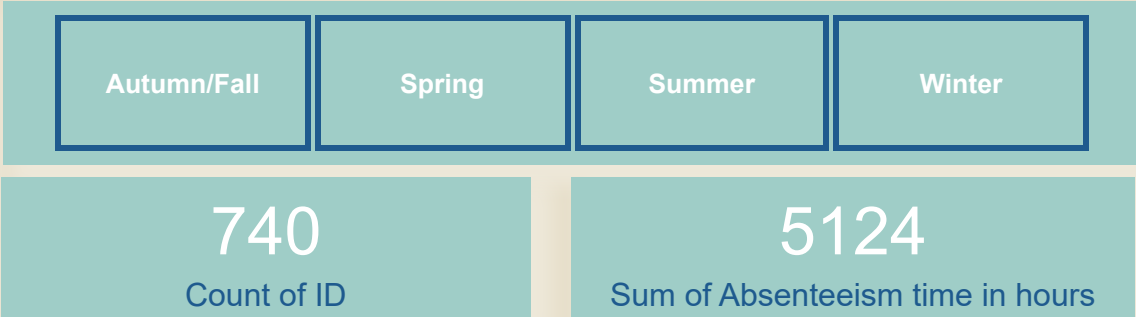 Autumn/Fall
Spring
Summer
Winter
740
Count of ID
5124
Sum of Absenteeism time in hours